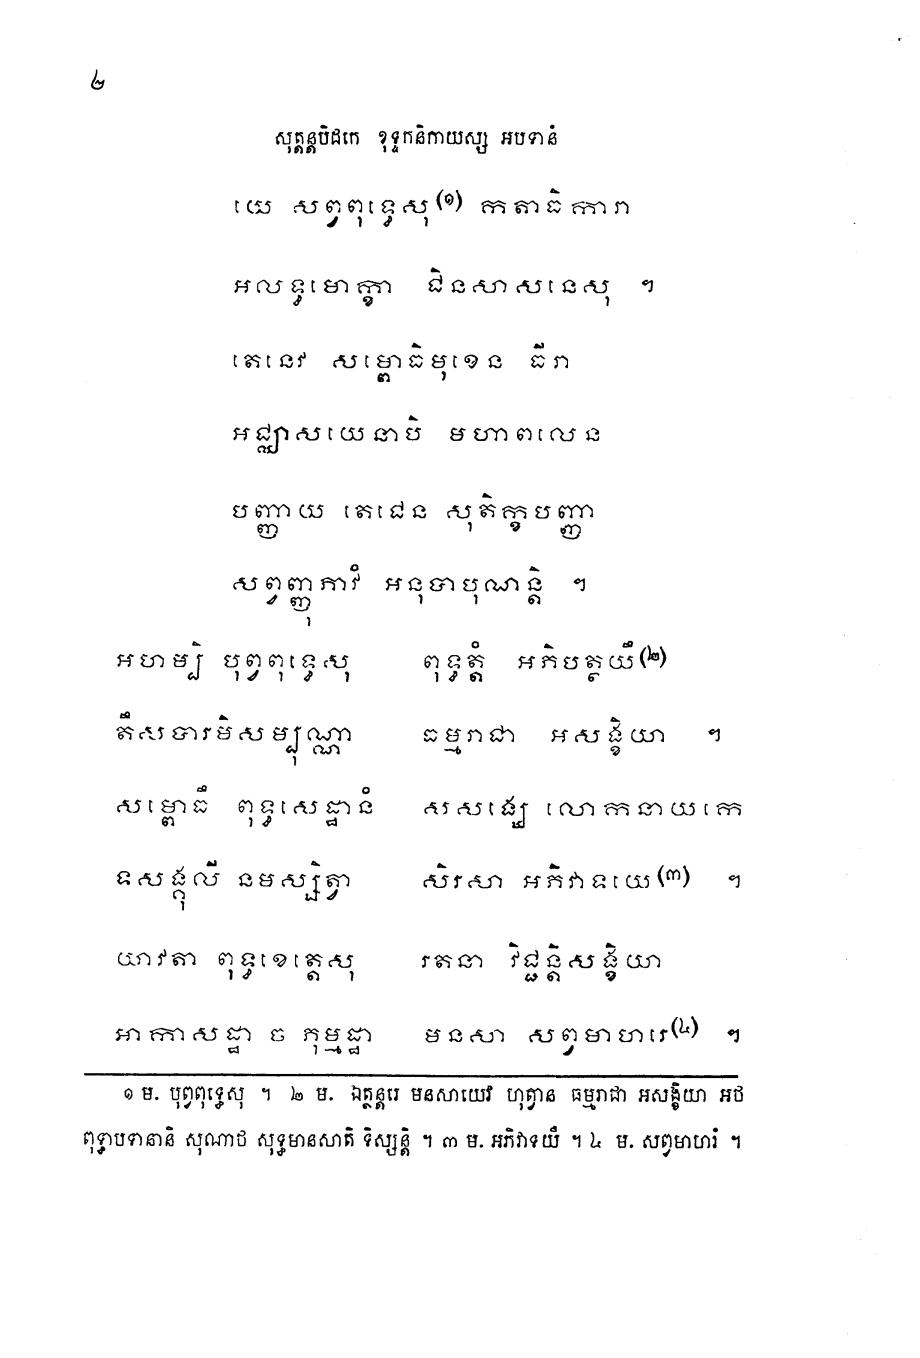 ២
សុត្តន្តបិដកេ ខុទ្ទកនិកាយស្ស អបទានំ
យេ សព្វពុទ្ធេសុ(១) កតាធិការា
អលទ្ធមោក្ខា ជិនសាសនេសុ ។
តេនេវ សម្ពោធិមុខេន ធីរា
អជ្ឈាសយេនាបិ មហាពលេន
បញ្ញាយ តេជេន សុតិក្ខបញ្ញា
សព្វញ្ញុភាវំ អនុបាបុណន្តិ ។
អហម្បិ បុព្វពុទ្ធេសុ ពុទ្ធត្តំ អភិបត្ថយឹ(២)
តឹសបារមិសម្បុណ្ណា ធម្មរាជា អសង្ខិយា ។
សម្ពោធឹ ពុទ្ធសេដ្ឋានំ សសង្ឃេ លោកនាយកេ
ទសង្គុលី នមស្សិត្វា សិរសា អភិវាទយេ(៣) ។
យាវតា ពុទ្ធខេត្តេសុ រតនា វិជ្ជន្តិសង្ខិយា
អាកាសដ្ឋា ច ភុម្មដ្ឋា មនសា សព្វមាហរេ(៤) ។
១ ម. បុព្វពុទ្ធេសុ ។ ២ ម. ឯត្ថន្តរេ មនសាយេវ ហុត្វាន ធម្មរាជា អសង្ខិយា អថ
ពុទ្ធាបទានានិ សុណាថ សុទ្ធមានសាតិ ទិស្សន្តិ ។ ៣ ម. អភិវាទយឹ ។ ៤ ម. សព្វមាហរំ ។